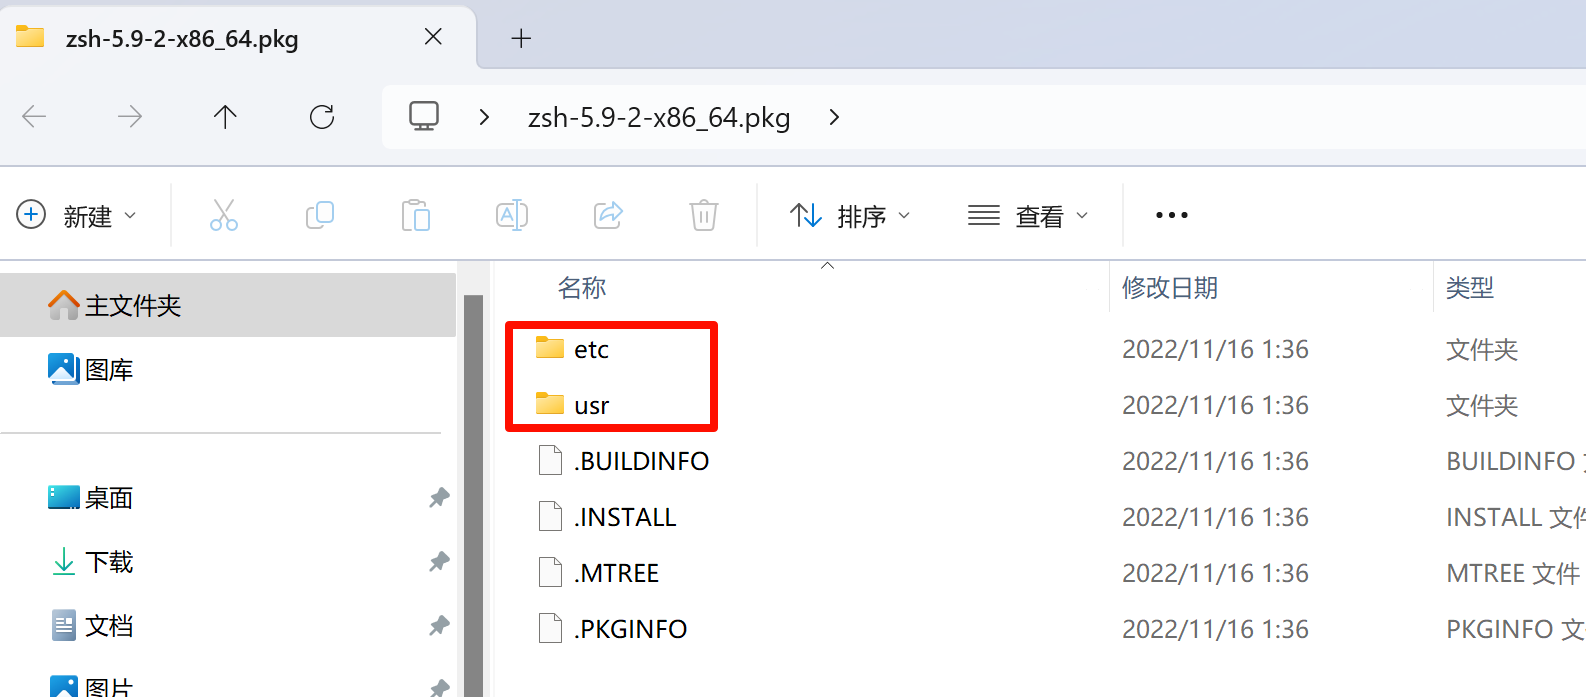 zsh-5.9-2-x86_64.pkg
zsh-5.9-2-x86_64.pkg
新建 排序 查看
名称 修改日期 类型
主文件夹
图库
桌面
下载
文档
图片
etc 2022/11/16 1:36 文件夹
usr 2022/11/16 1:36 文件夹
.BUILDINFO 2022/11/16 1:36 BUILDINFO
.INSTALL 2022/11/16 1:36 INSTALL 文件
.MTREE 2022/11/16 1:36 MTREE 文件
.PKGINFO 2022/11/16 1:36 PKGINFO 文